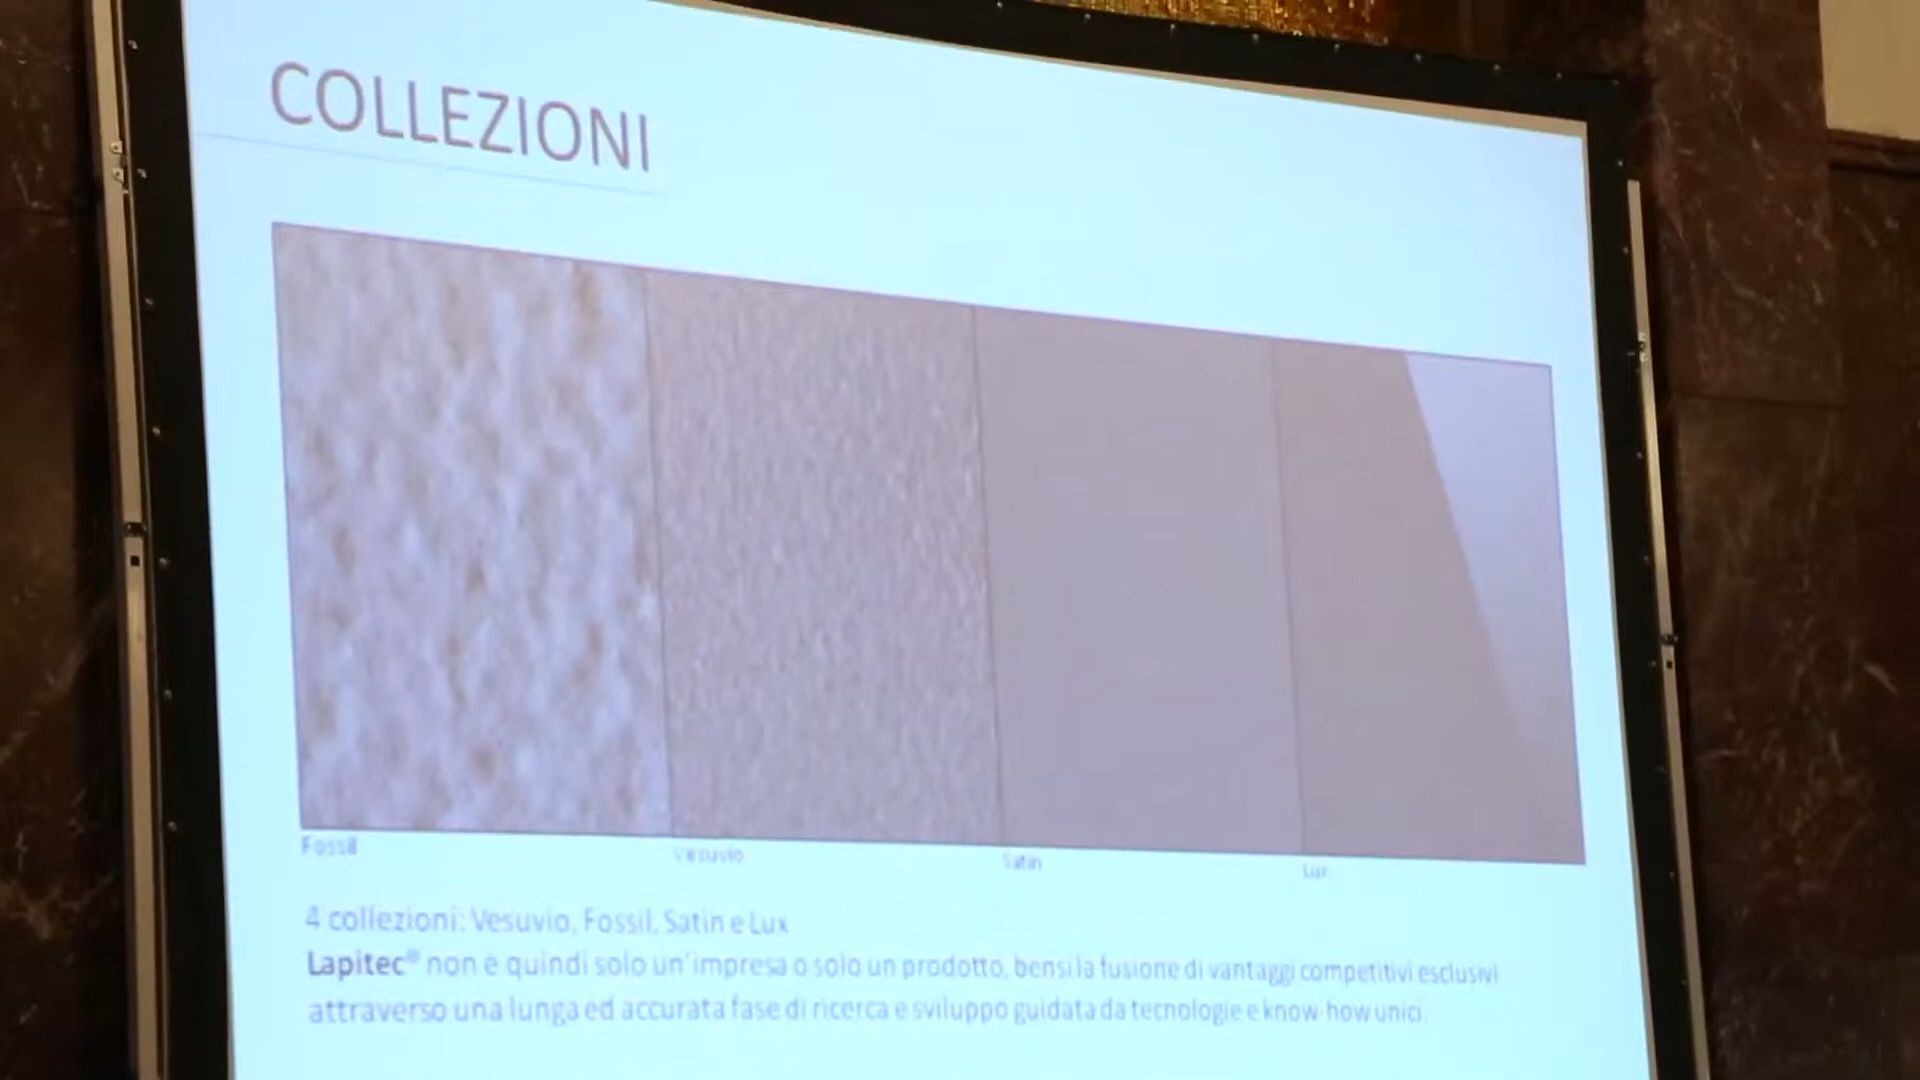 COLLEZIONI
Fossil
Vesuvio
Satin
Lux
4 collezioni: Vesuvio, Fossil, Satin e Lux
Lapitec® non è quindi solo un'impresa o solo un prodotto, bensì la fusione di vantaggi competitivi esclusivi
attraverso una lunga ed accurata fase di ricerca e sviluppo guidata da tecnologie e know-how unici.